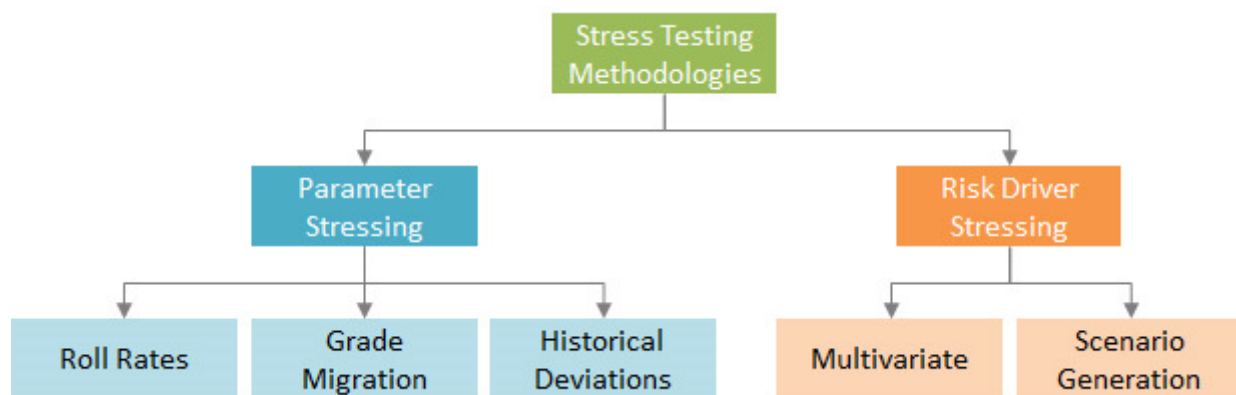 Stress Testing
Methodologies
Parameter
Stressing
Risk Driver
Stressing
Roll Rates
Grade
Migration
Historical
Deviations
Multivariate
Scenario
Generation